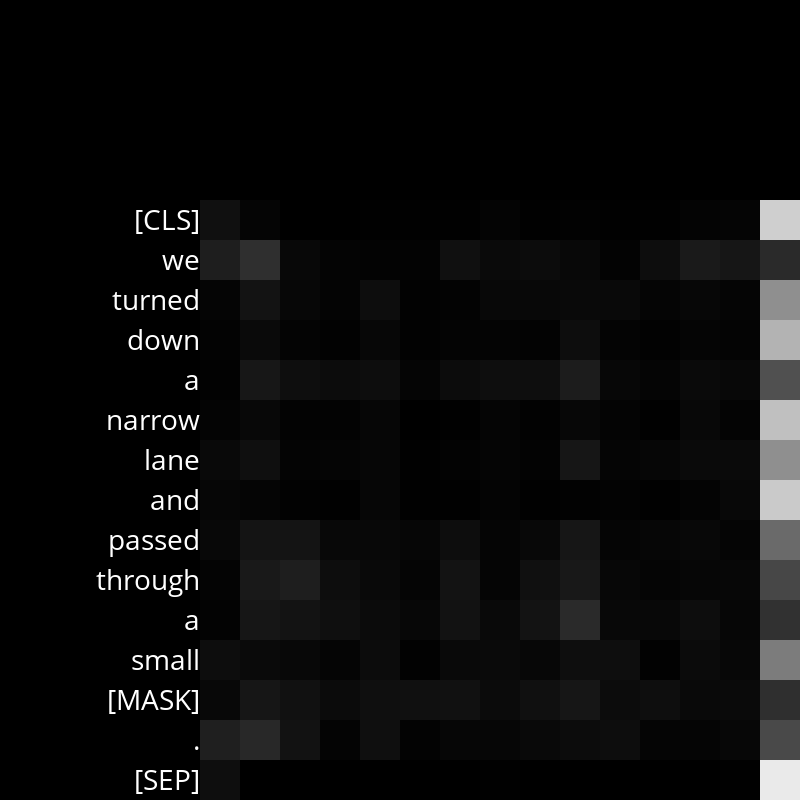 [CLS]
we
turned
down
a
narrow
lane
and
passed
through
a
small
[MASK]
.
[SEP]